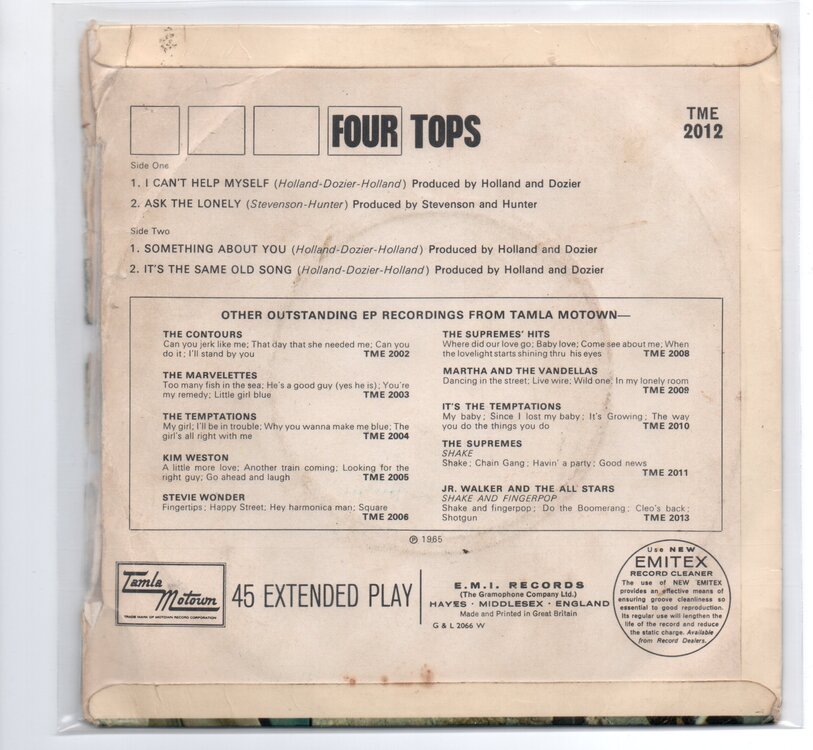 FOUR TOPS
TME
2012
Side One
1. I CAN'T HELP MYSELF (Holland-Dozier-Holland) Produced by Holland and Dozier
2. ASK THE LONELY (Stevenson-Hunter) Produced by Stevenson and Hunter
Side Two
1. SOMETHING ABOUT YOU (Holland-Dozier-Holland) Produced by Holland and Dozier
2. IT'S THE SAME OLD SONG (Holland-Dozier-Holland) Produced by Holland and Dozier
OTHER OUTSTANDING EP RECORDINGS FROM TAMLA MOTOWN—
THE CONTOURS
Can you jerk like me; That day that she needed me; Can you
do it; I'll stand by you TME 2002
THE MARVELETTES
Too many fish in the sea; He's a good guy (yes he is); You're
my remedy; Little girl blue TME 2003
THE TEMPTATIONS
My girl; I'll be in trouble; Why you wanna make me blue; The
girl's all right with me TME 2004
KIM WESTON
A little more love; Another train coming; Looking for the
right guy; Go ahead and laugh TME 2005
STEVIE WONDER
Fingertips; Happy Street; Hey harmonica man; Square
TME 2006
THE SUPREMES' HITS
Where did our love go; Baby love; Come see about me; When
the lovelight starts shining thru his eyes TME 2008
MARTHA AND THE VANDELLAS
Dancing in the street; Live wire; Wild one; In my lonely room
TME 2009
IT'S THE TEMPTATIONS
My baby; Since I lost my baby; It's Growing; The way
you do the things you do TME 2010
THE SUPREMES
SHAKE
Shake; Chain Gang; Havin' a party; Good news
TME 2011
JR. WALKER AND THE ALL STARS
SHAKE AND FINGERPOP
Shake and fingerpop; Do the Boomerang; Cleo's back;
Shotgun TME 2013
℗ 1965
Tamla
Motown
TRADE MARK OF MOTOWN RECORD CORPORATION
45 EXTENDED PLAY
E.M.I. RECORDS
(The Gramophone Company Ltd.)
HAYES · MIDDLESEX · ENGLAND
Made and Printed in Great Britain
G & L 2066 W
Use NEW
EMITEX
RECORD CLEANER
The use of NEW EMITEX
provides an effective means of
ensuring groove cleanliness so
essential to good reproduction.
Its regular use will lengthen the
life of the record and reduce
the static charge. Available
from Record Dealers.